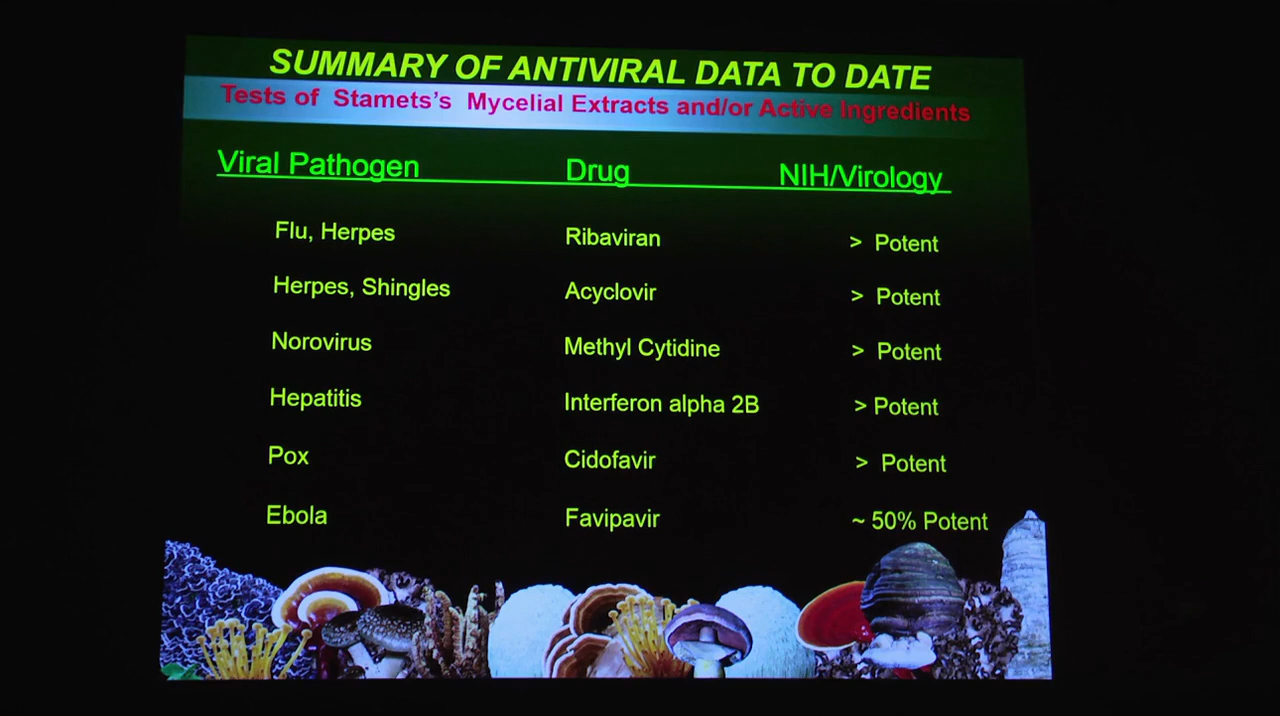 SUMMARY OF ANTIVIRAL DATA TO DATE
Tests of Stamets’s Mycelial Extracts and/or Active Ingredients
Viral Pathogen Drug NIH/Virology
Flu, Herpes Ribaviran > Potent
Herpes, Shingles Acyclovir > Potent
Norovirus Methyl Cytidine > Potent
Hepatitis Interferon alpha 2B > Potent
Pox Cidofavir > Potent
Ebola Favipavir ~ 50% Potent